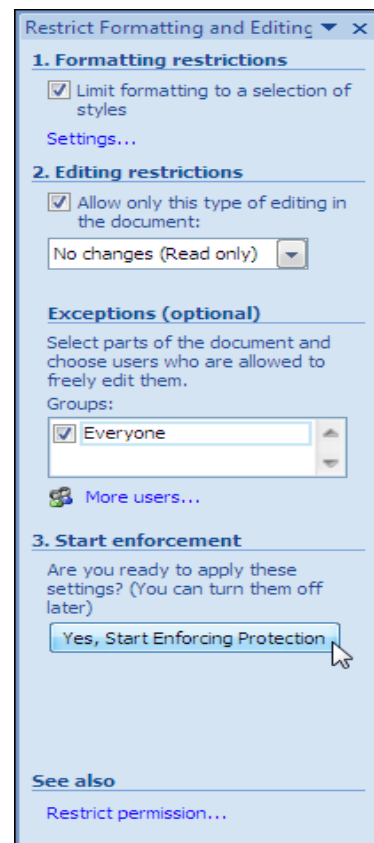 Restrict Formatting and Editing
1. Formatting restrictions
Limit formatting to a selection of
styles
Settings...
2. Editing restrictions
Allow only this type of editing in
the document:
No changes (Read only)
Exceptions (optional)
Select parts of the document and
choose users who are allowed to
freely edit them.
Groups:
Everyone
More users...
3. Start enforcement
Are you ready to apply these
settings? (You can turn them off
later)
Yes, Start Enforcing Protection
See also
Restrict permission...